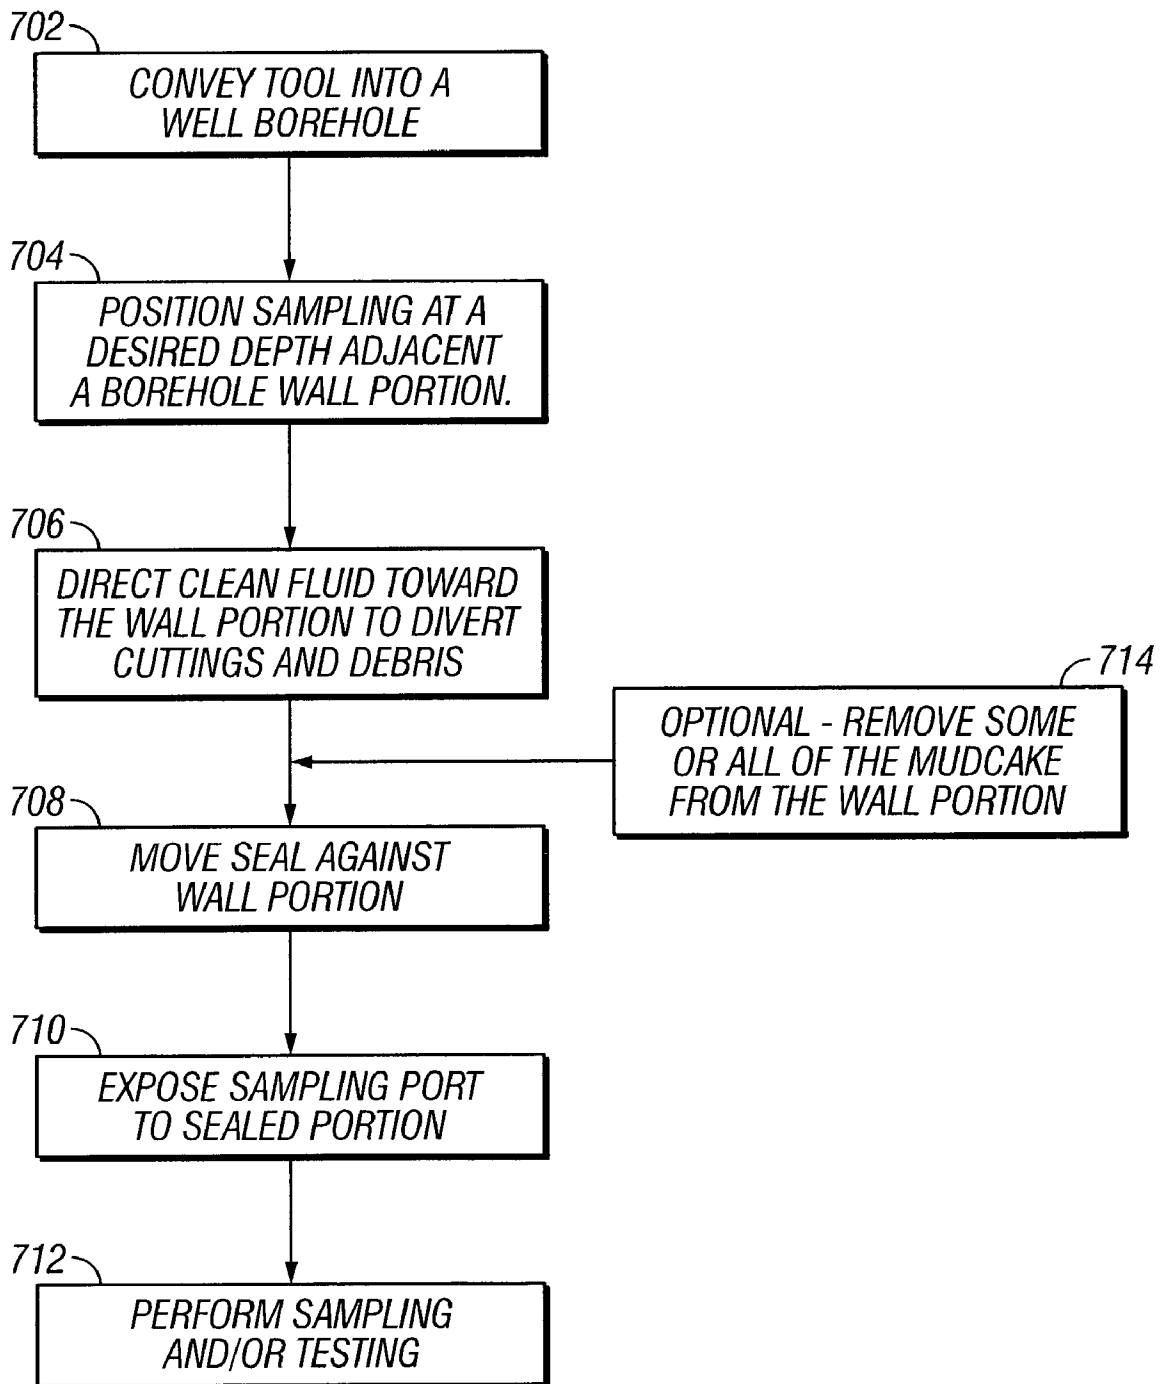 702
CONVEY TOOL INTO A
WELL BOREHOLE
704
POSITION SAMPLING AT A
DESIRED DEPTH ADJACENT
A BOREHOLE WALL PORTION.
706
DIRECT CLEAN FLUID TOWARD
THE WALL PORTION TO DIVERT
CUTTINGS AND DEBRIS
714
OPTIONAL - REMOVE SOME
OR ALL OF THE MUDCAKE
FROM THE WALL PORTION
708
MOVE SEAL AGAINST
WALL PORTION
710
EXPOSE SAMPLING PORT
TO SEALED PORTION
712
PERFORM SAMPLING
AND/OR TESTING